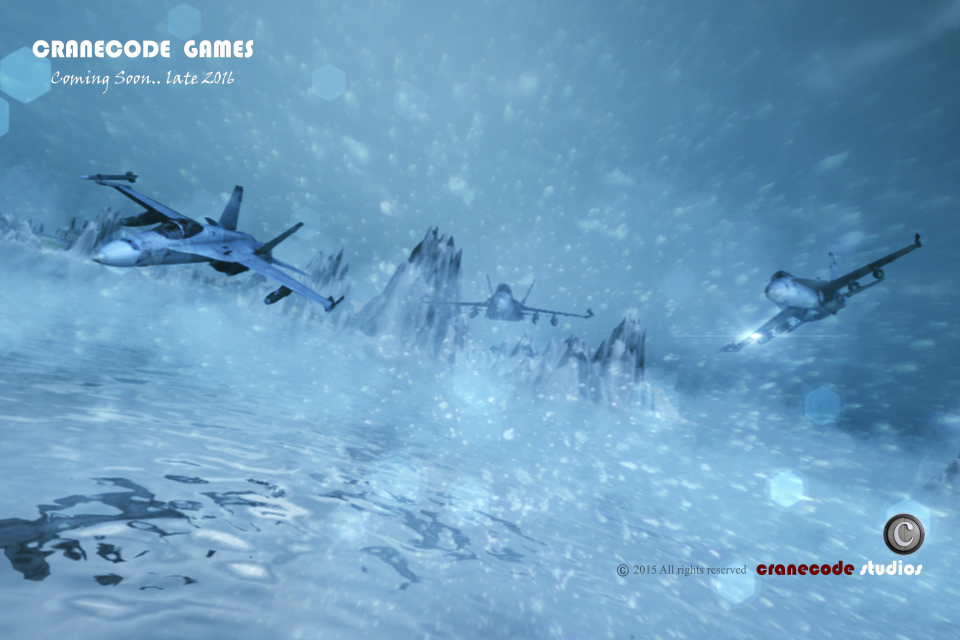 CRANECODE GAMES
Coming Soon.. late 2016
C
© 2015 All rights reserved cranecode studios